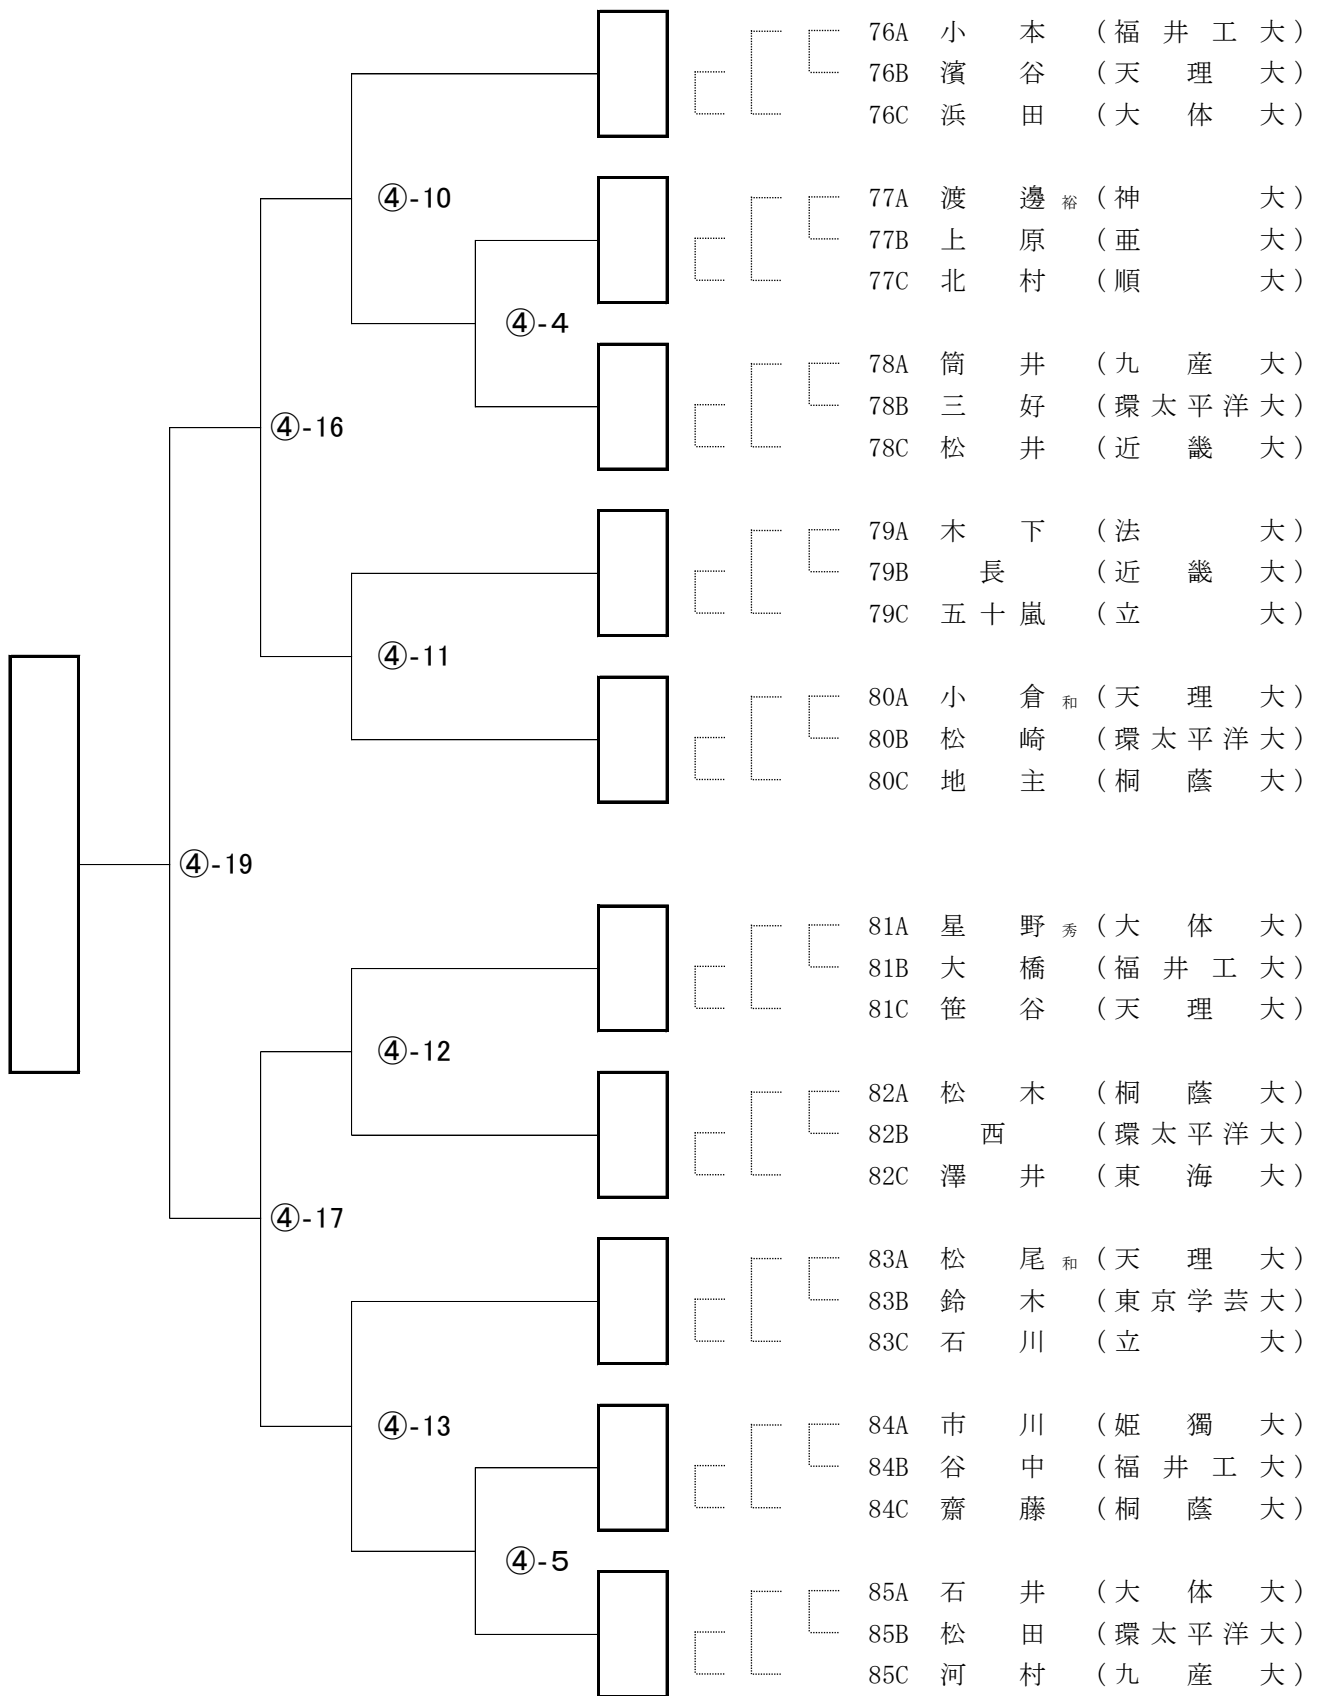 76A 小本 (福井工大)
76B 濱谷 (天理大)
76C 浜田 (大体大)
④-10
77A 渡邊裕 (神大)
77B 上原 (亜大)
77C 北村 (順大)
④-4
78A 筒井 (九産大)
78B 三好 (環太平洋大)
78C 松井 (近畿大)
④-16
79A 木下 (法大)
79B 長 (近畿大)
79C 五十嵐 (立大)
④-11
80A 小倉和 (天理大)
80B 松崎 (環太平洋大)
80C 地主 (桐蔭大)
④-19
81A 星野秀 (大体大)
81B 大橋 (福井工大)
81C 笹谷 (天理大)
④-12
82A 松木 (桐蔭大)
82B 西 (環太平洋大)
82C 澤井 (東海大)
④-17
83A 松尾和 (天理大)
83B 鈴木 (東京学芸大)
83C 石川 (立大)
④-13
84A 市川 (姫獨大)
84B 谷中 (福井工大)
84C 齋藤 (桐蔭大)
④-5
85A 石井 (大体大)
85B 松田 (環太平洋大)
85C 河村 (九産大)